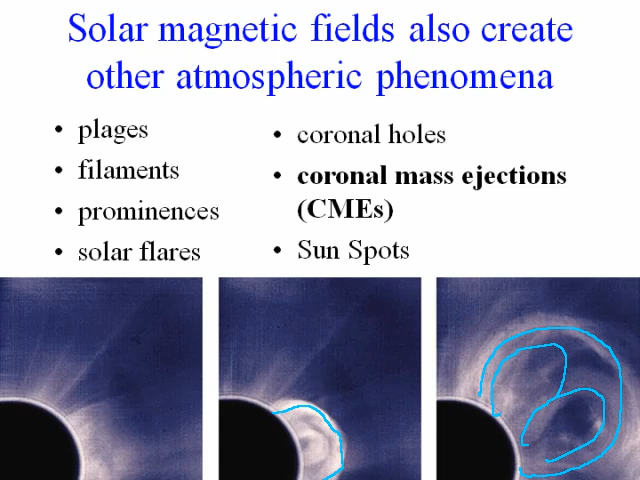 Solar magnetic fields also create
other atmospheric phenomena
• plages
• filaments
• prominences
• solar flares
• coronal holes
• coronal mass ejections
(CMEs)
• Sun Spots